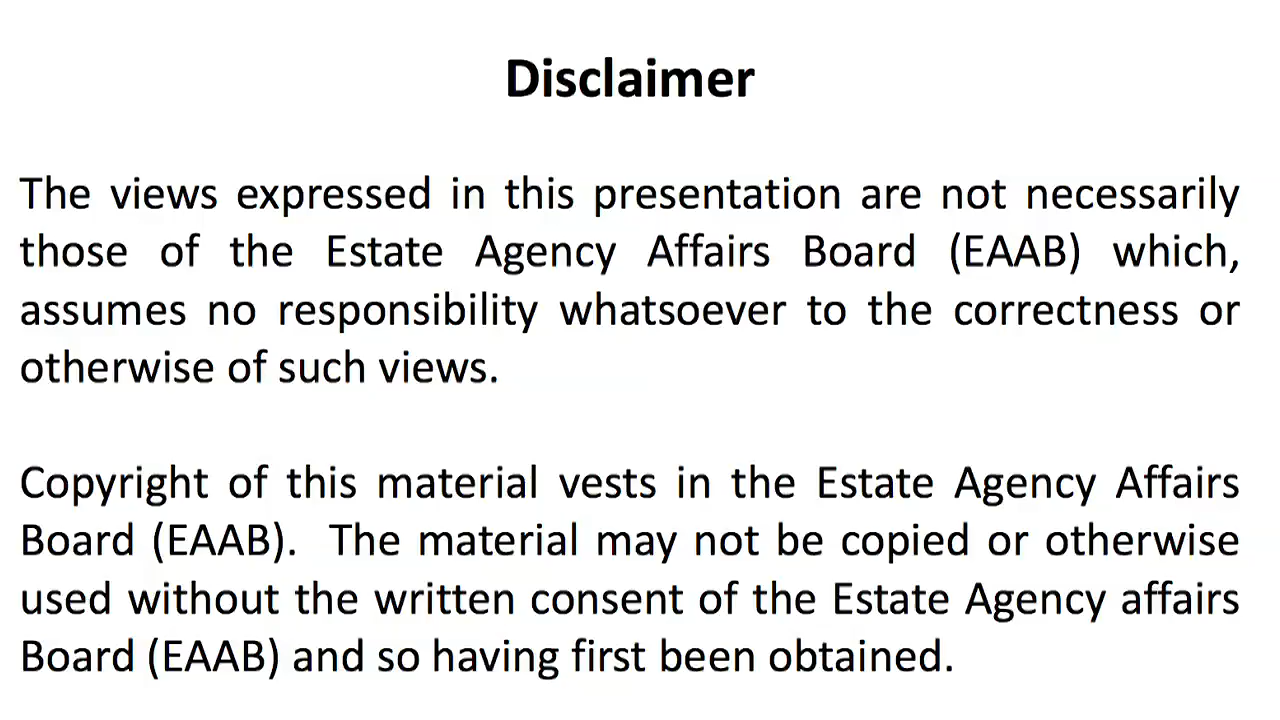 Disclaimer
The views expressed in this presentation are not necessarily
those of the Estate Agency Affairs Board (EAAB) which,
assumes no responsibility whatsoever to the correctness or
otherwise of such views.
Copyright of this material vests in the Estate Agency Affairs
Board (EAAB).  The material may not be copied or otherwise
used without the written consent of the Estate Agency affairs
Board (EAAB) and so having first been obtained.